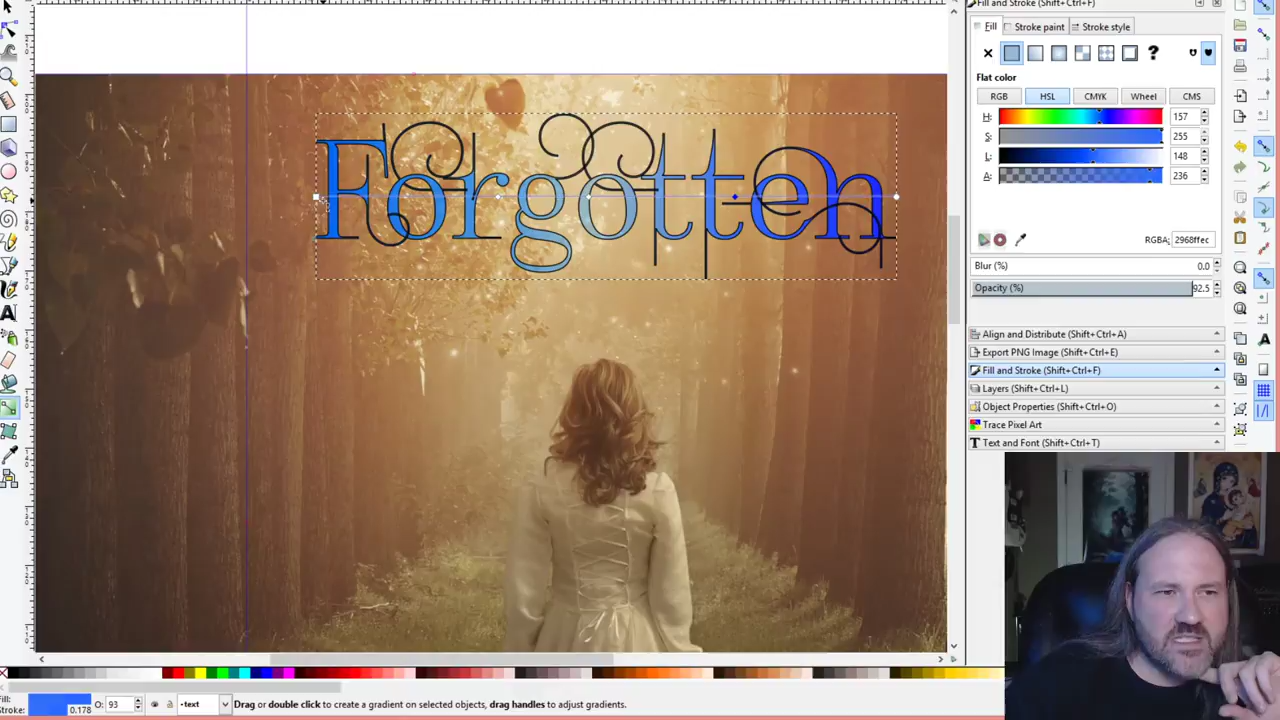 Fill and Stroke (Shift+Ctrl+F)
Fill Stroke paint Stroke style
?
Flat color
RGB HSL CMYK Wheel CMS
H: 157
S: 255
L: 148
A: 236
RGBA: 2968ffec
Blur (%) 0.0
Opacity (%) 92.5
Align and Distribute (Shift+Ctrl+A)
Export PNG Image (Shift+Ctrl+E)
Fill and Stroke (Shift+Ctrl+F)
Layers (Shift+Ctrl+L)
Object Properties (Shift+Ctrl+O)
Trace Pixel Art
Text and Font (Shift+Ctrl+T)
Forgotten
Fill:
Stroke: 0.178
O: 93
•text
Drag or double click to create a gradient on selected objects, drag handles to adjust gradients.